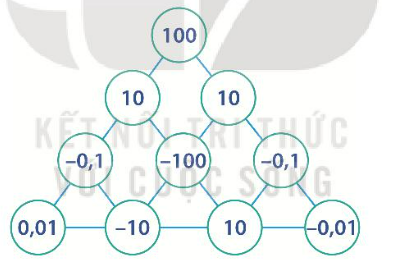 100
10 10
–0,1 –100 –0,1
KẾT NỐI TRI THỨC
VỚI CUỘC SỐNG
0,01 –10 10 –0,01